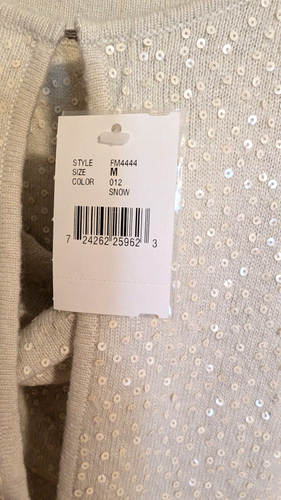 STYLE FM4444
SIZE M
COLOR 012
SNOW
7 24262 25962 3